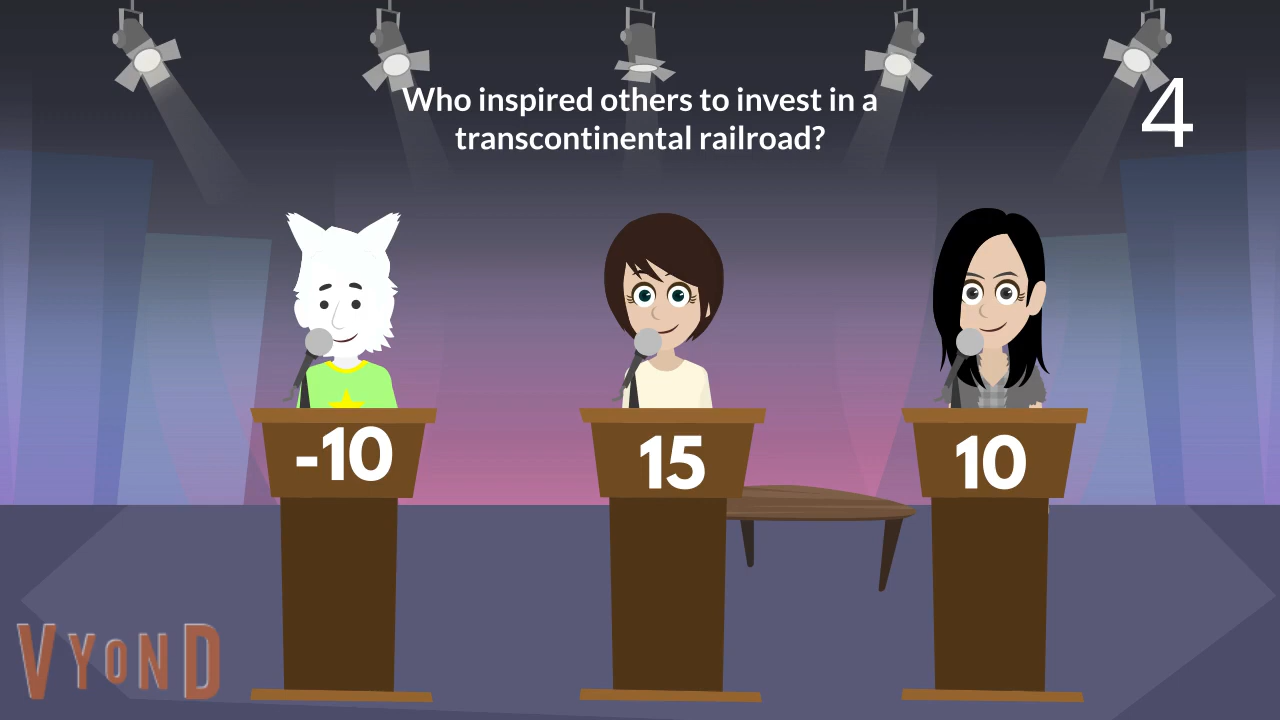 Who inspired others to invest in a
transcontinental railroad?
4
-10
15
10
VYOND